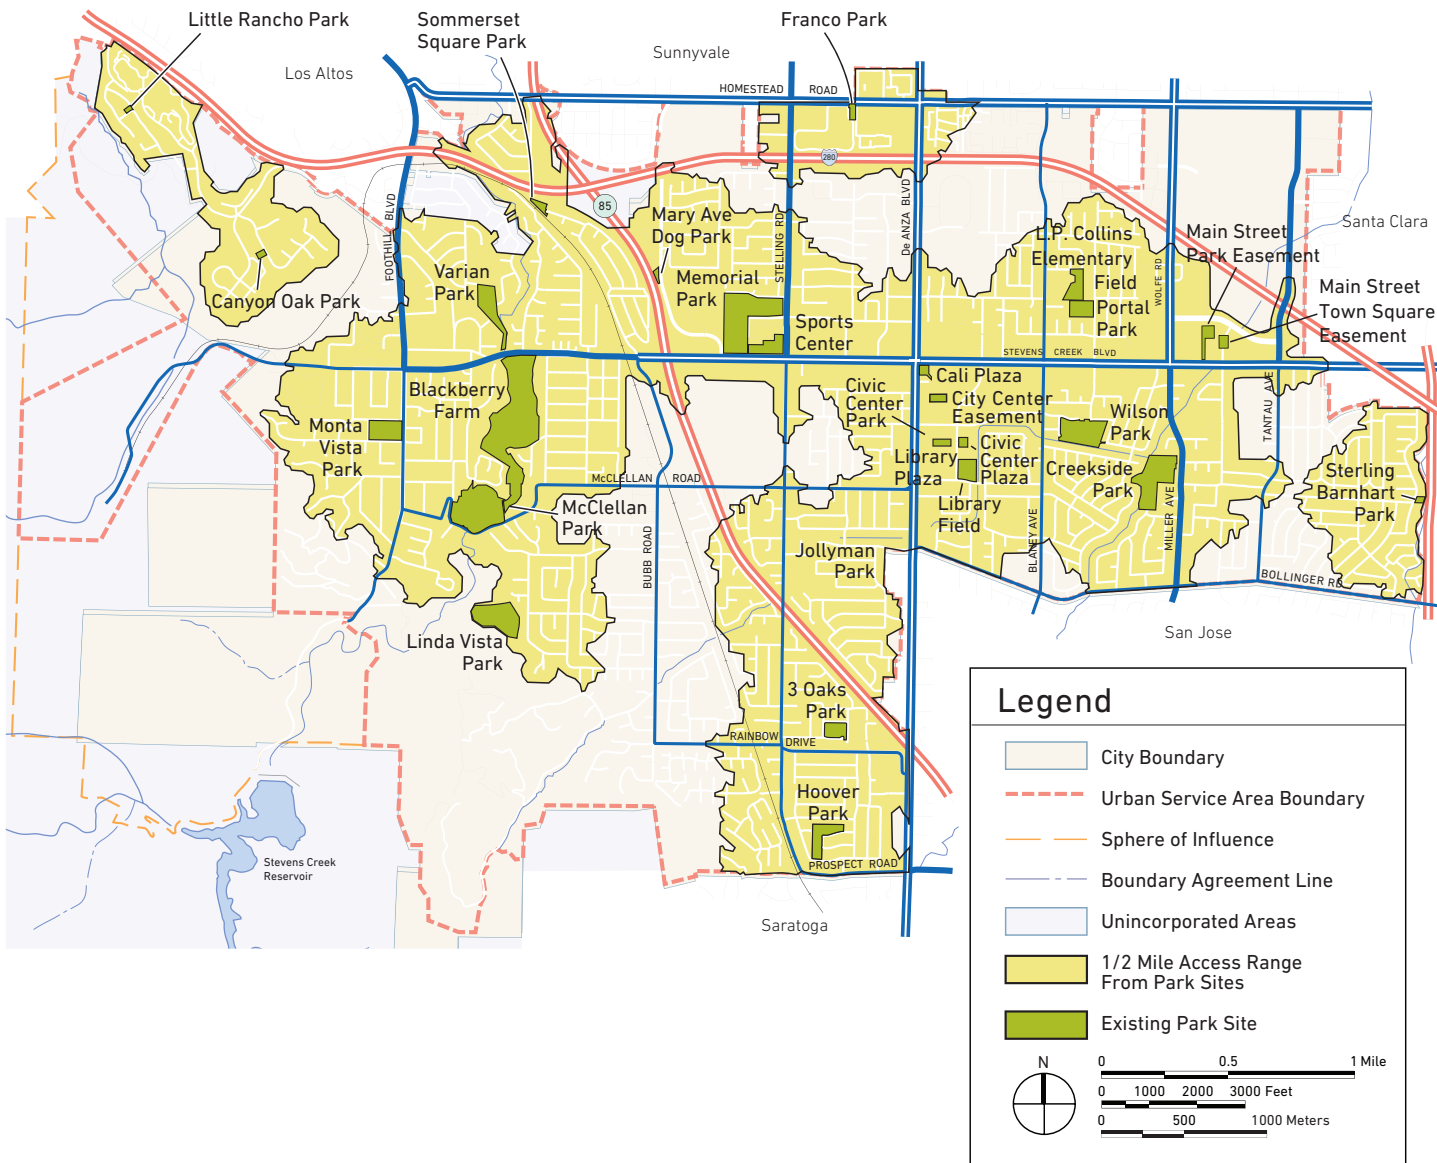 Little Rancho Park
Sommerset
Square Park
Franco Park
Sunnyvale
Los Altos
HOMESTEAD ROAD
280
85
FOOTHILL BLVD
STELLING RD
De ANZA BLVD
WOLFE RD
Santa Clara
Mary Ave
Dog Park
L.P. Collins
Elementary
Field
Main Street
Park Easement
Varian
Park
Memorial
Park
Canyon Oak Park
Portal
Park
Main Street
Town Square
Easement
Sports
Center
STEVENS CREEK BLVD
Blackberry
Farm
Civic
Center
Park
Cali Plaza
City Center
Easement
Wilson
Park
TANTAU AVE
Monta
Vista
Park
Library
Plaza
Civic
Center
Plaza
Creekside
Park
Sterling
Barnhart
Park
McCLELLAN ROAD
McClellan
Park
Library
Field
BUBB ROAD
Jollyman
Park
BLANEY AVE
MILLER AVE
BOLLINGER RD
San Jose
Linda Vista
Park
3 Oaks
Park
RAINBOW DRIVE
Hoover
Park
PROSPECT ROAD
Stevens Creek
Reservoir
Saratoga
Legend
City Boundary
Urban Service Area Boundary
Sphere of Influence
Boundary Agreement Line
Unincorporated Areas
1/2 Mile Access Range
From Park Sites
Existing Park Site
N
0 0.5 1 Mile
0 1000 2000 3000 Feet
0 500 1000 Meters